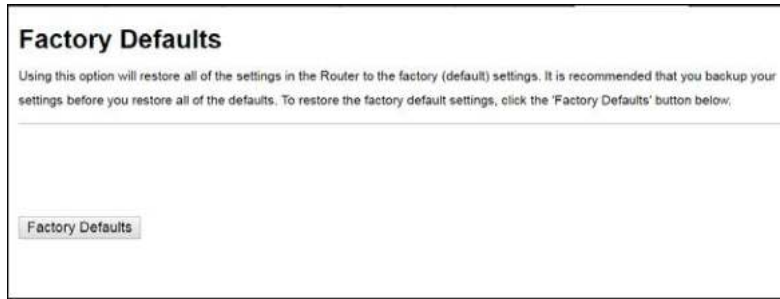 Factory Defaults
Using this option will restore all of the settings in the Router to the factory (default) settings. It is recommended that you backup your
settings before you restore all of the defaults. To restore the factory default settings, click the 'Factory Defaults' button below.
Factory Defaults